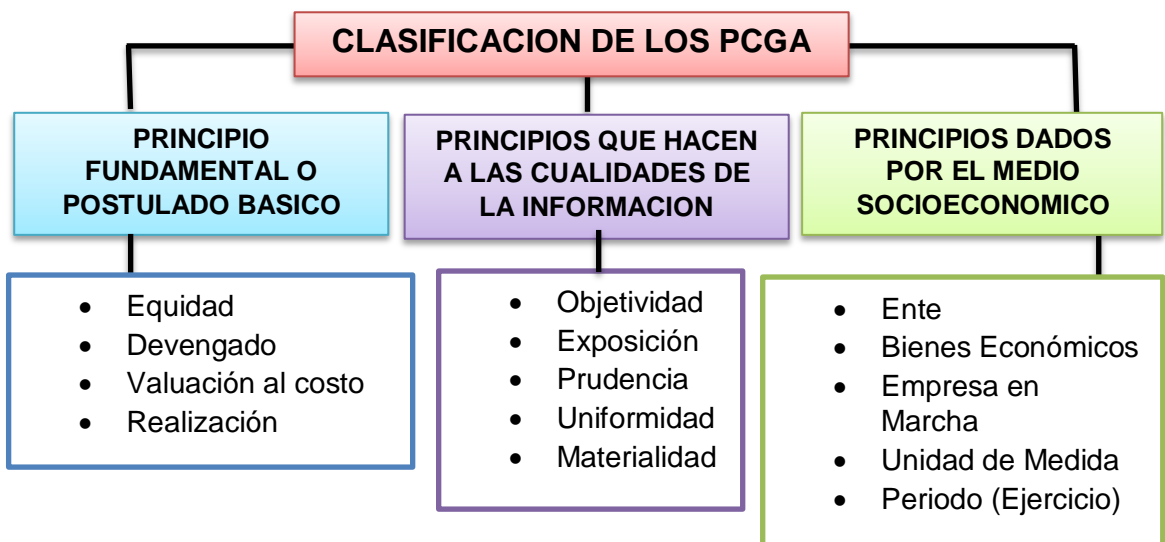 CLASIFICACION DE LOS PCGA
PRINCIPIO
FUNDAMENTAL O
POSTULADO BASICO
• Equidad
• Devengado
• Valuación al costo
• Realización
PRINCIPIOS QUE HACEN
A LAS CUALIDADES DE
LA INFORMACION
• Objetividad
• Exposición
• Prudencia
• Uniformidad
• Materialidad
PRINCIPIOS DADOS
POR EL MEDIO
SOCIOECONOMICO
• Ente
• Bienes Económicos
• Empresa en
Marcha
• Unidad de Medida
• Periodo (Ejercicio)